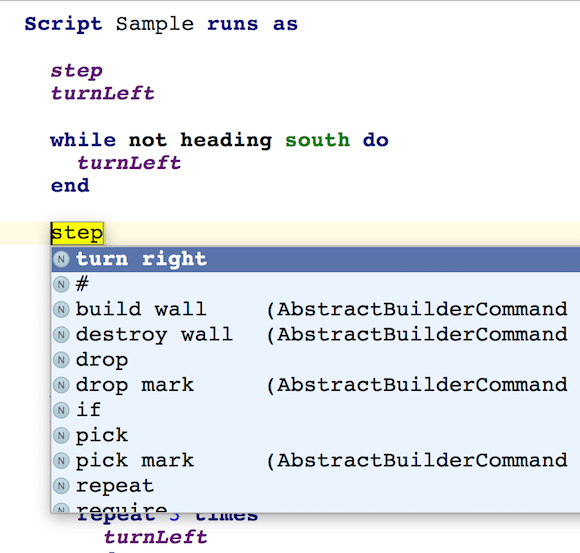 Script Sample runs as
step
turnLeft
while not heading south do
turnLeft
end
step
N turn right
N #
N build wall (AbstractBuilderCommand
N destroy wall (AbstractBuilderCommand
N drop
N drop mark (AbstractBuilderCommand
N if
N pick
N pick mark (AbstractBuilderCommand
N repeat
N require
repeat 3 times
turnLeft